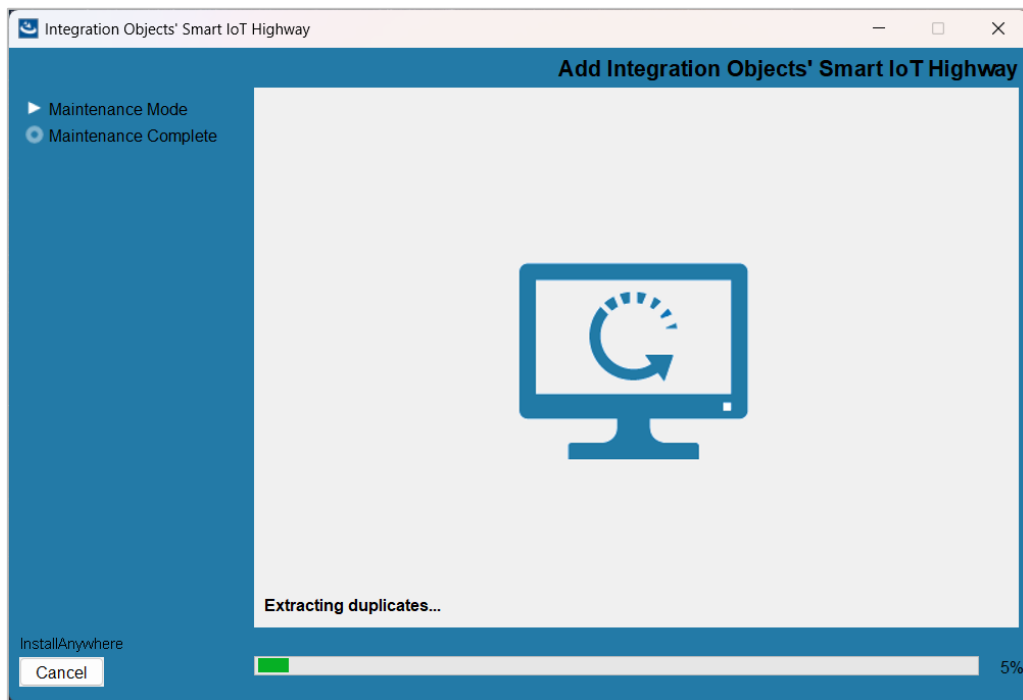 Integration Objects' Smart IoT Highway
Add Integration Objects' Smart IoT Highway
Maintenance Mode
Maintenance Complete
Extracting duplicates...
InstallAnywhere
Cancel
5%